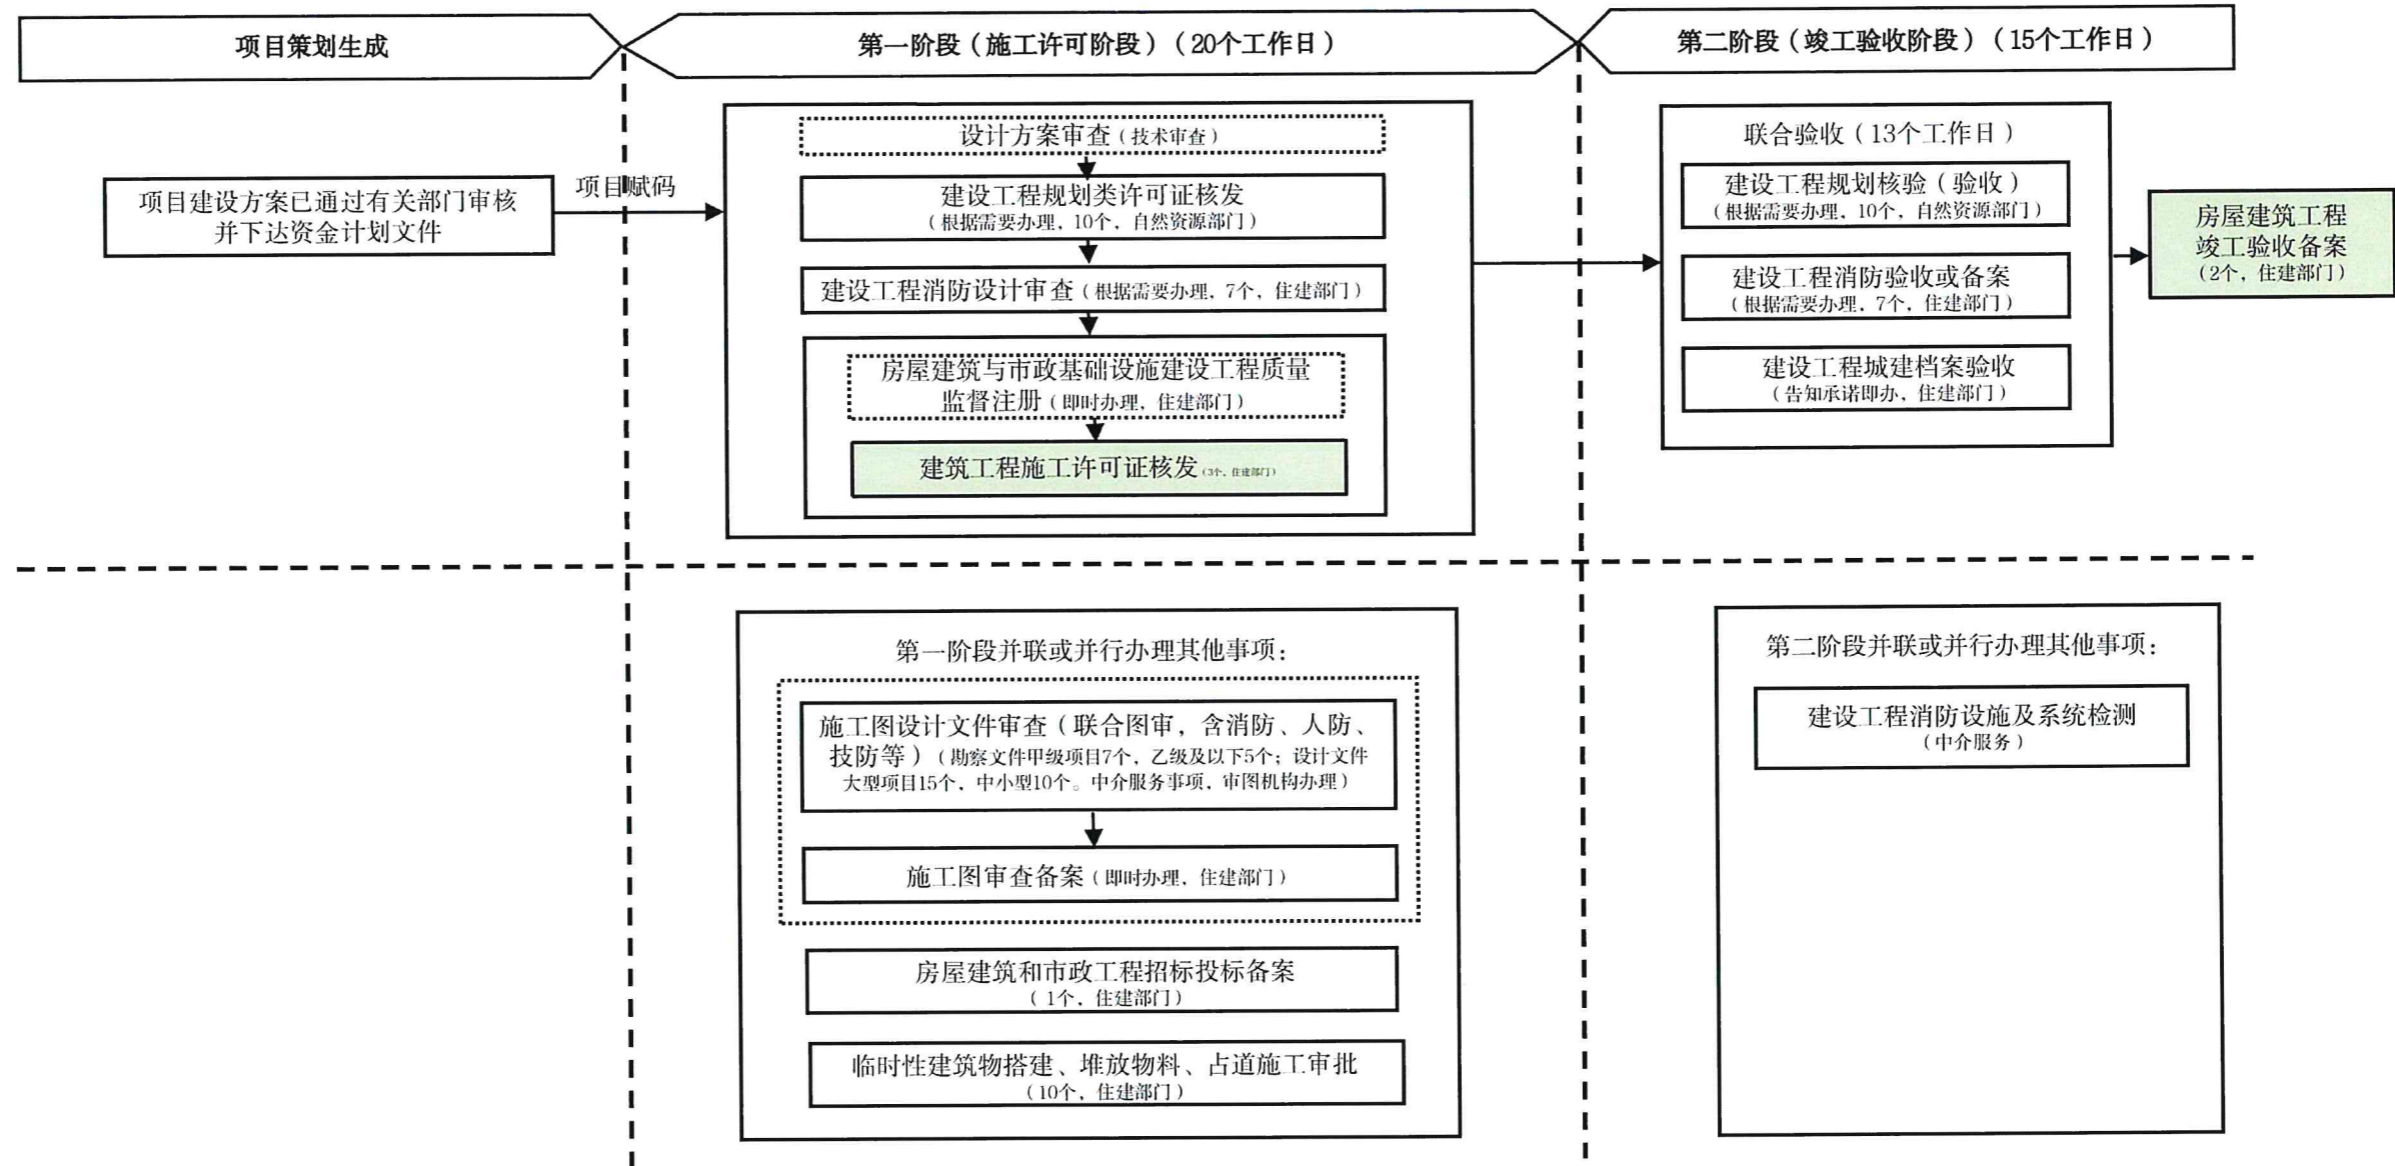 项目策划生成
第一阶段（施工许可阶段）（20个工作日）
第二阶段（竣工验收阶段）（15个工作日）
项目建设方案已通过有关部门审核
并下达资金计划文件
项目赋码
设计方案审查（技术审查）
建设工程规划类许可证核发
（根据需要办理，10个，自然资源部门）
建设工程消防设计审查（根据需要办理，7个，住建部门）
房屋建筑与市政基础设施建设工程质量
监督注册（即时办理，住建部门）
建筑工程施工许可证核发（3个，住建部门）
联合验收（13个工作日）
建设工程规划核验（验收）
（根据需要办理，10个，自然资源部门）
建设工程消防验收或备案
（根据需要办理，7个，住建部门）
建设工程城建档案验收
（告知承诺即办，住建部门）
房屋建筑工程
竣工验收备案
（2个，住建部门）
第一阶段并联或并行办理其他事项：
施工图设计文件审查（联合图审，含消防、人防、
技防等）（勘察文件甲级项目7个，乙级及以下5个；设计文件
大型项目15个，中小型10个。中介服务事项，审图机构办理）
施工图审查备案（即时办理，住建部门）
房屋建筑和市政工程招标投标备案
（1个，住建部门）
临时性建筑物搭建、堆放物料、占道施工审批
（10个，住建部门）
第二阶段并联或并行办理其他事项：
建设工程消防设施及系统检测
（中介服务）